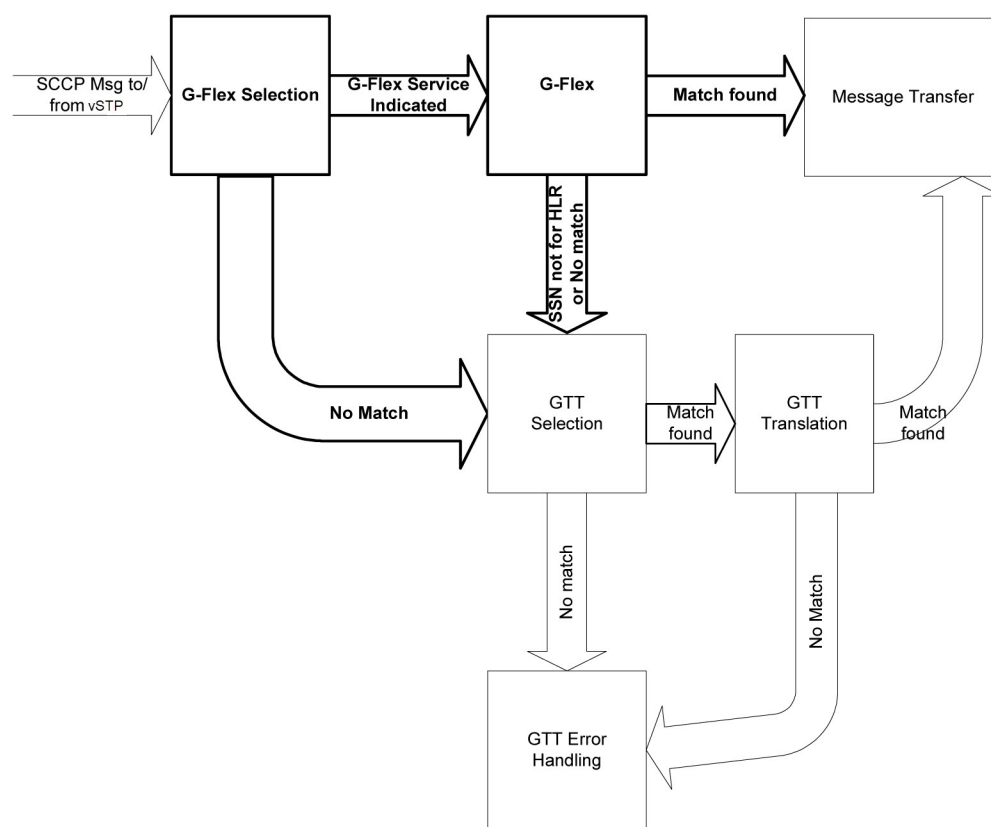 SCCP Msg to/
from vSTP
G-Flex Selection
G-Flex Service
Indicated
G-Flex
Match found
Message Transfer
SSN not for HLR
or No match
No Match
GTT
Selection
Match
found
GTT
Translation
Match
found
No match
No Match
GTT Error
Handling